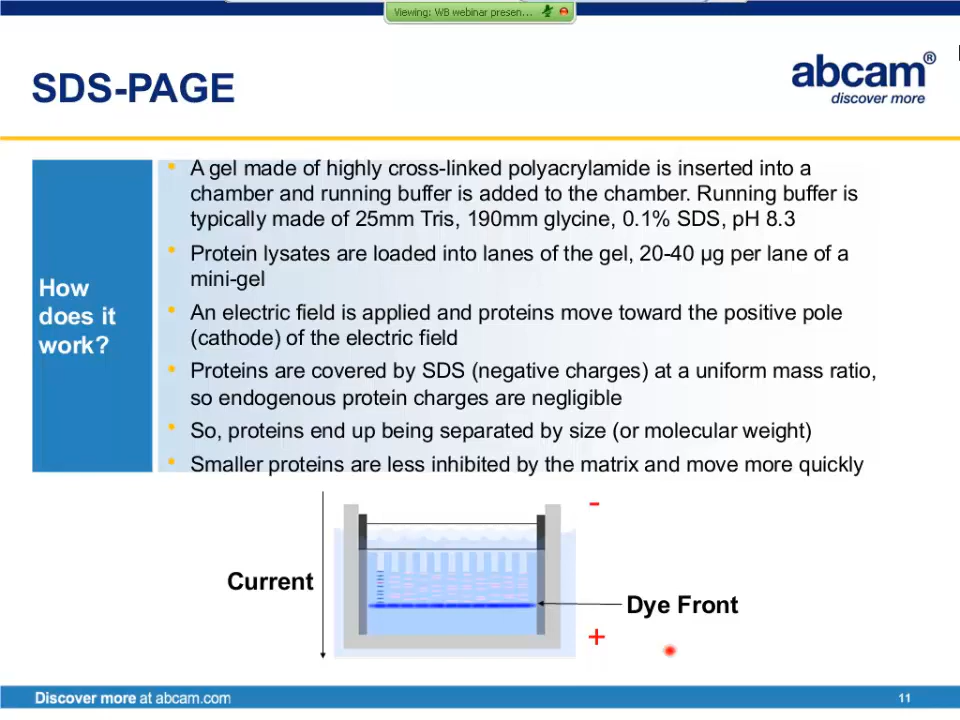 Viewing: WB webinar presen...
SDS-PAGE
abcam®
discover more
How
does it
work?
A gel made of highly cross-linked polyacrylamide is inserted into a
chamber and running buffer is added to the chamber. Running buffer is
typically made of 25mm Tris, 190mm glycine, 0.1% SDS, pH 8.3
Protein lysates are loaded into lanes of the gel, 20-40 µg per lane of a
mini-gel
An electric field is applied and proteins move toward the positive pole
(cathode) of the electric field
Proteins are covered by SDS (negative charges) at a uniform mass ratio,
so endogenous protein charges are negligible
So, proteins end up being separated by size (or molecular weight)
Smaller proteins are less inhibited by the matrix and move more quickly
-
Current
Dye Front
+
Discover more at abcam.com
11